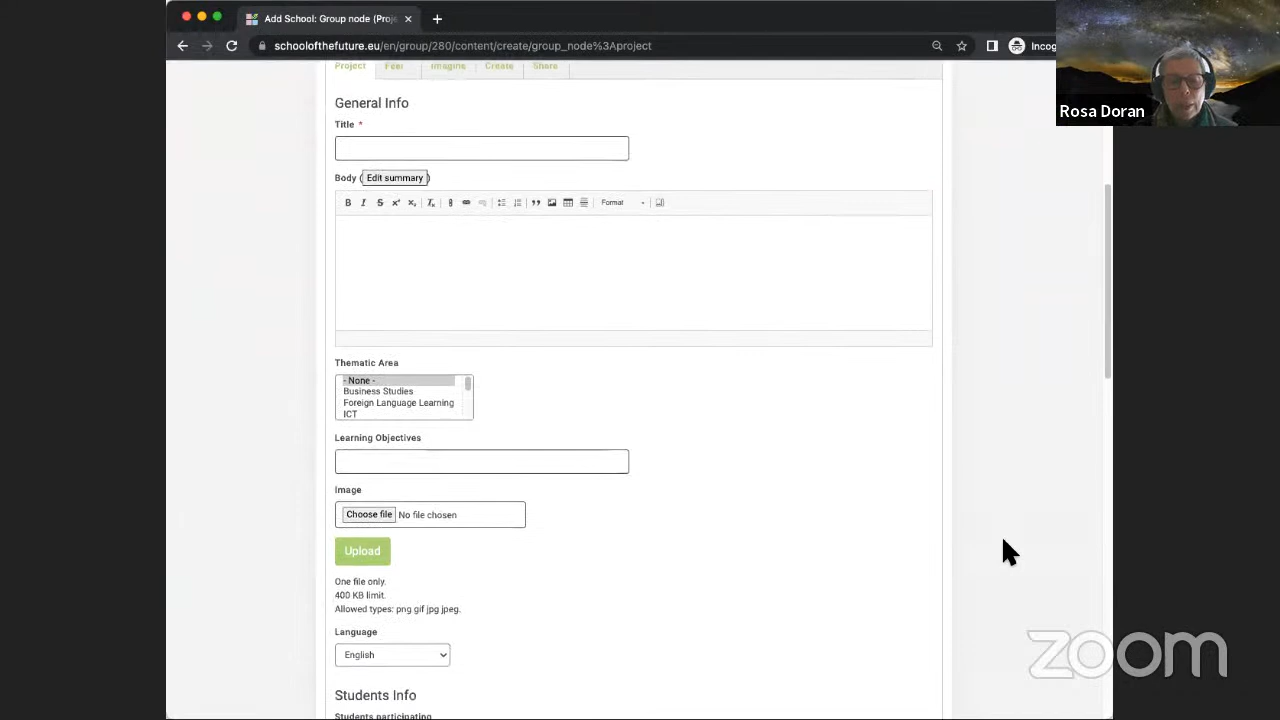 Add School: Group node (Proje
schoolofthefuture.eu/en/group/280/content/create/group_node%3Aproject
Incog
Rosa Doran
Project Feel Imagine Create Share
General Info
Title *
Body (Edit summary)
B I S x² x₂ Tx Format
Thematic Area
- None -
Business Studies
Foreign Language Learning
ICT
Learning Objectives
Image
Choose file No file chosen
Upload
One file only.
400 KB limit.
Allowed types: png gif jpg jpeg.
Language
English
Students Info
Students participating
zoom